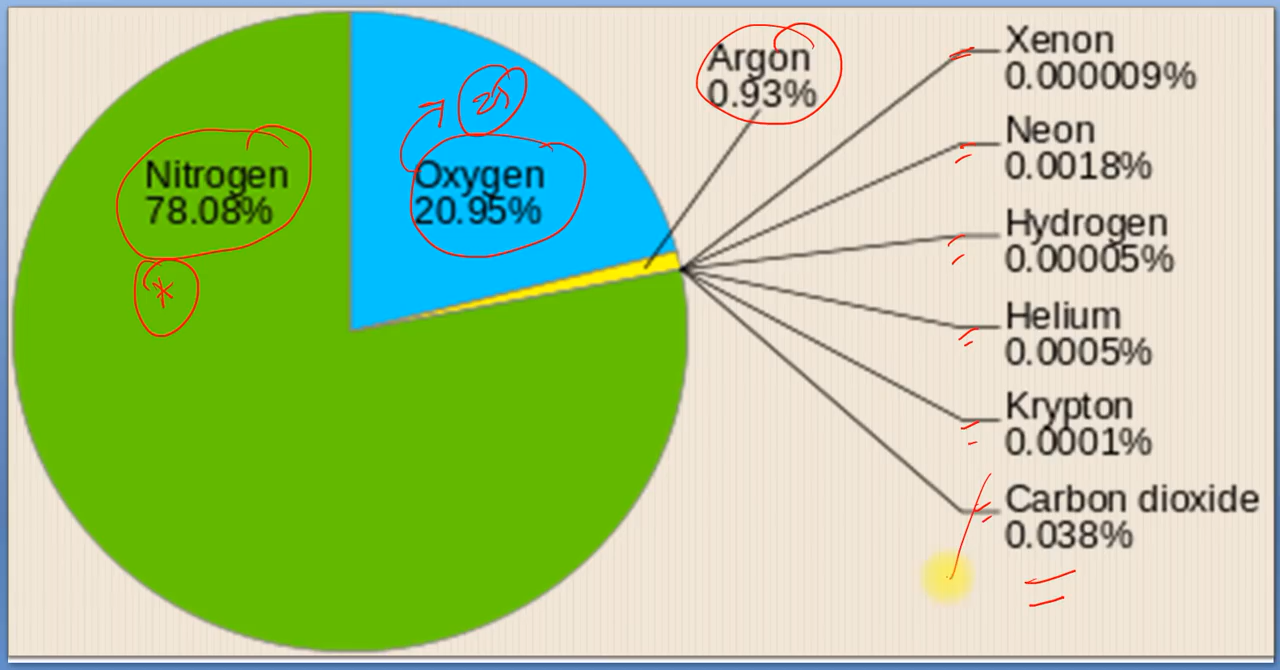 Nitrogen
78.08%
Oxygen
20.95%
Argon
0.93%
Xenon
0.000009%
Neon
0.0018%
Hydrogen
0.00005%
Helium
0.0005%
Krypton
0.0001%
Carbon dioxide
0.038%